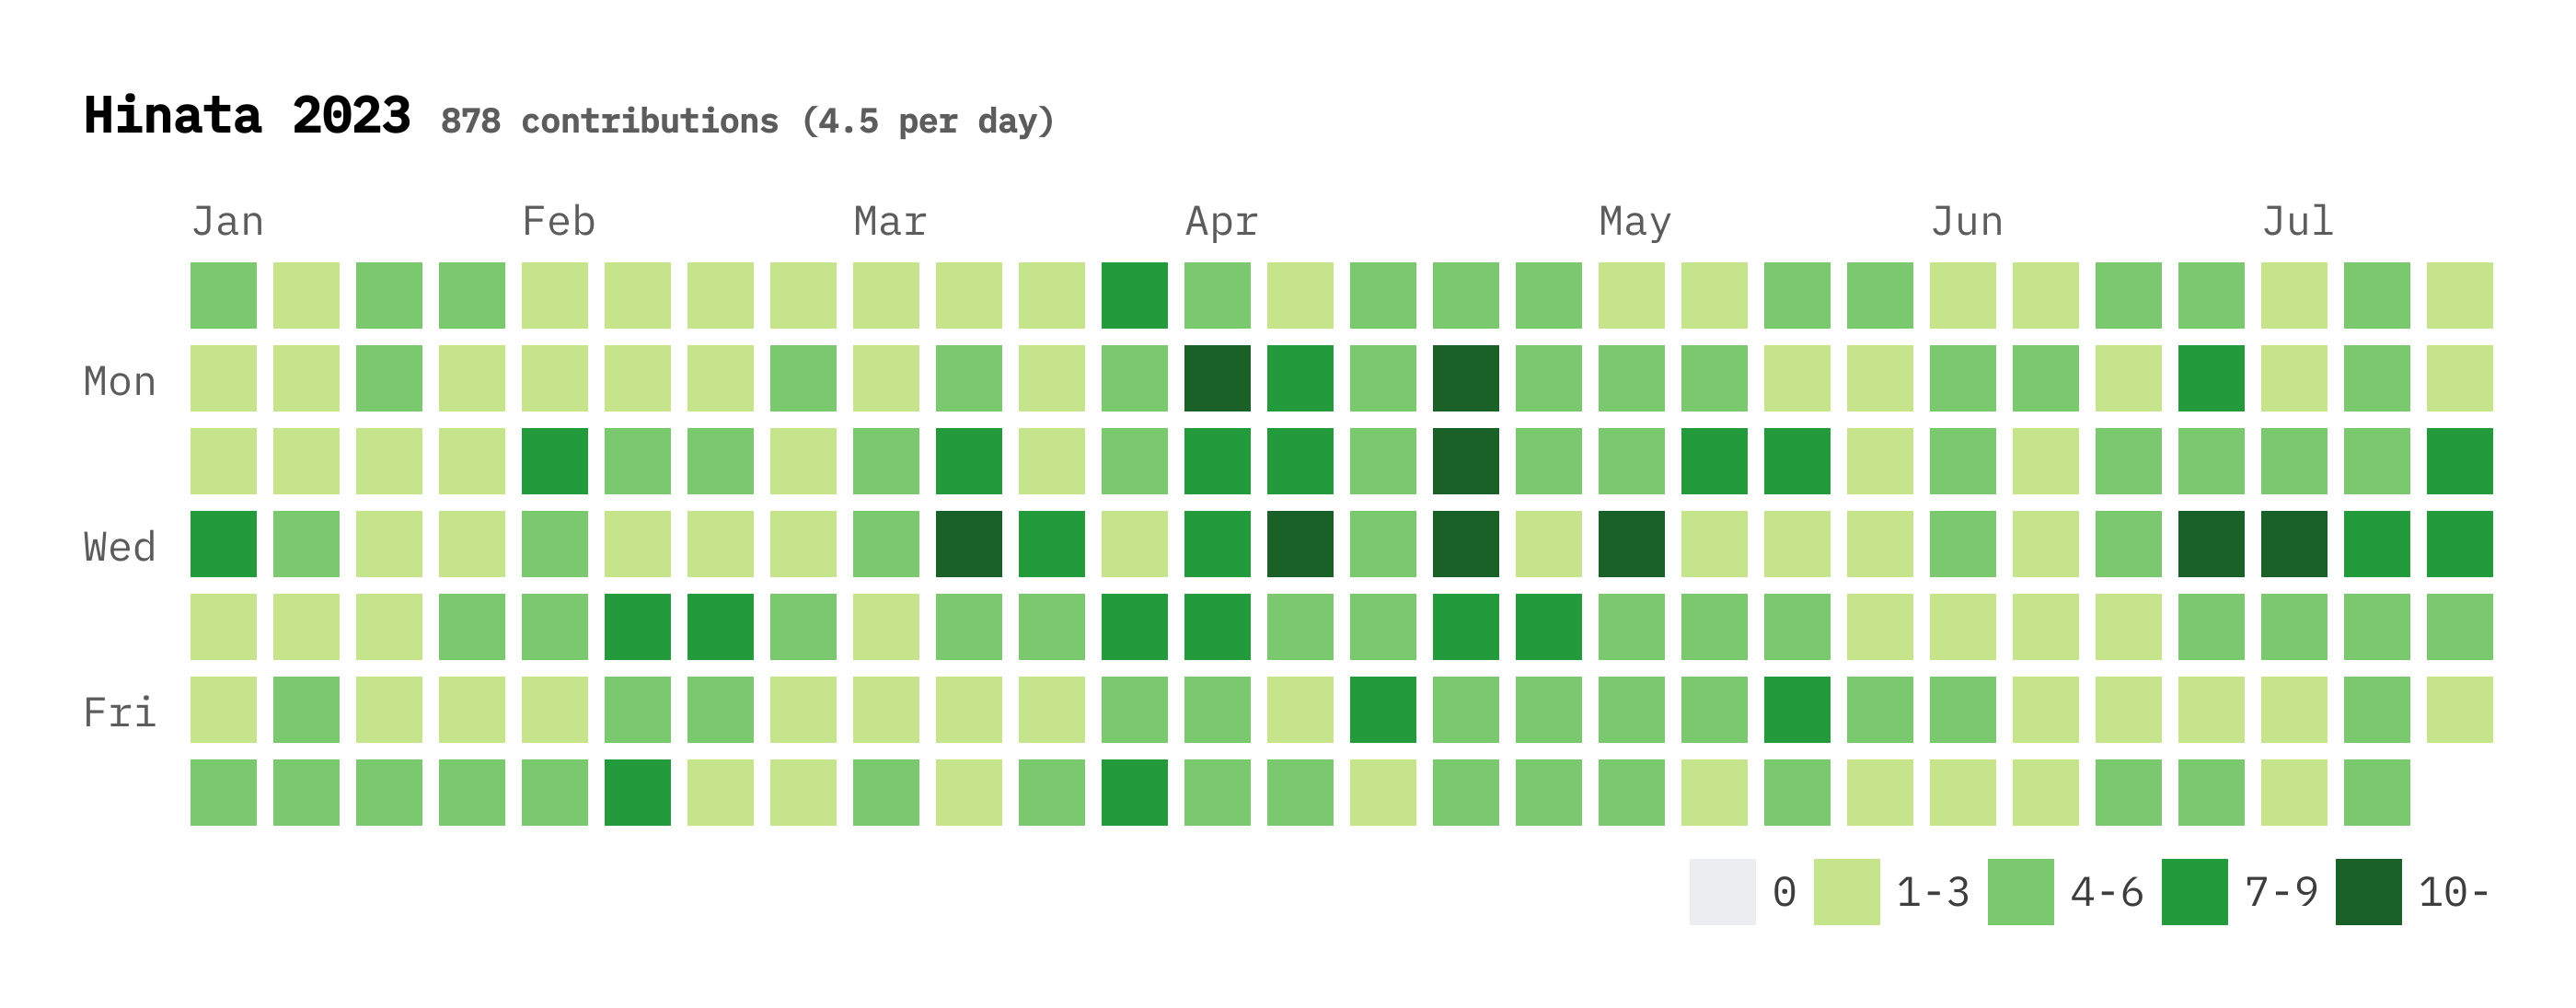 Hinata 2023 878 contributions (4.5 per day)
Jan Feb Mar Apr May Jun Jul
Mon
Wed
Fri
0 1-3 4-6 7-9 10-